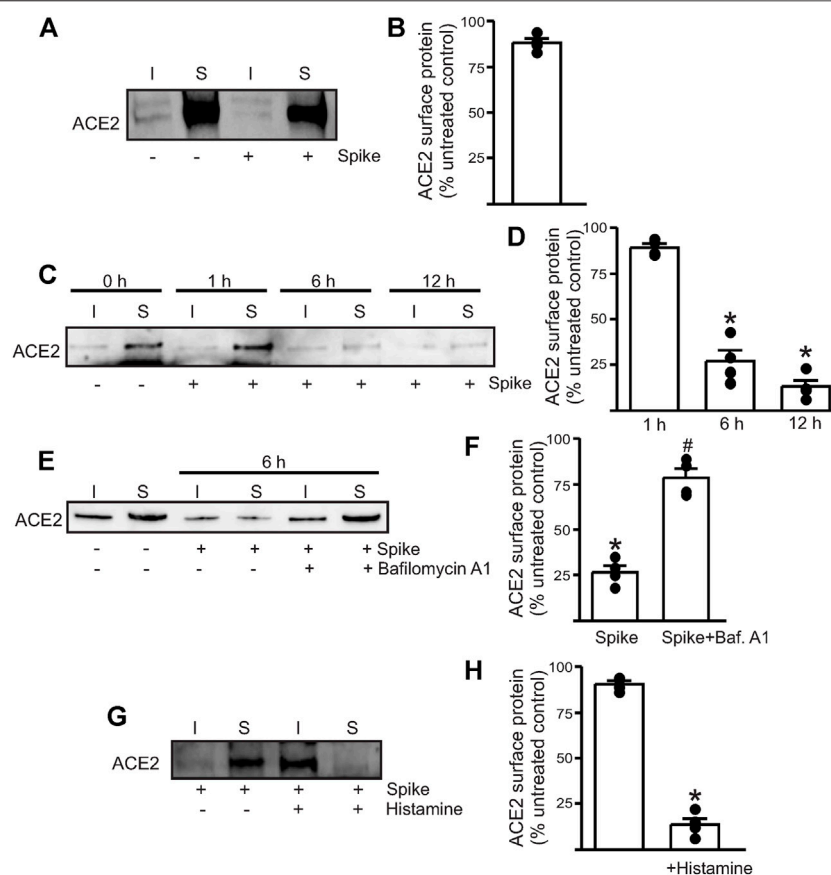 A
I S I S
ACE2
- - + + Spike
B
ACE2 surface protein
(% untreated control)
100
75
50
25
C
0 h 1 h 6 h 12 h
I S I S I S I S
ACE2
- - + + + + + + Spike
D
ACE2 surface protein
(% untreated control)
100
75
50
25
* *
1 h 6 h 12 h
E
6 h
I S I S I S
ACE2
- - + + + + Spike
- - - - + + Bafilomycin A1
F
ACE2 surface protein
(% untreated control)
100
75
50
25
* #
Spike Spike+Baf. A1
G
I S I S
ACE2
+ + + + Spike
- - + + Histamine
H
ACE2 surface protein
(% untreated control)
100
75
50
25
*
+Histamine